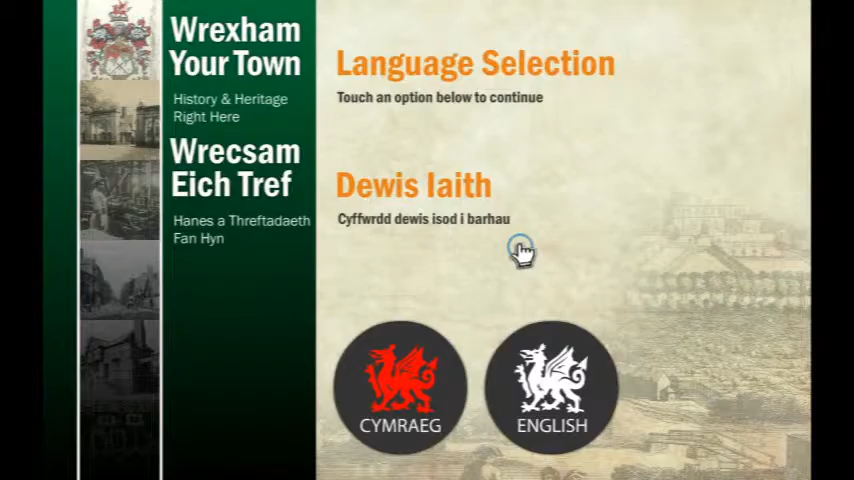 Wrexham
Your Town
History & Heritage
Right Here
Wrecsam
Eich Tref
Hanes a Threftadaeth
Fan Hyn
Language Selection
Touch an option below to continue
Dewis Iaith
Cyffwrdd dewis isod i barhau
CYMRAEG
ENGLISH